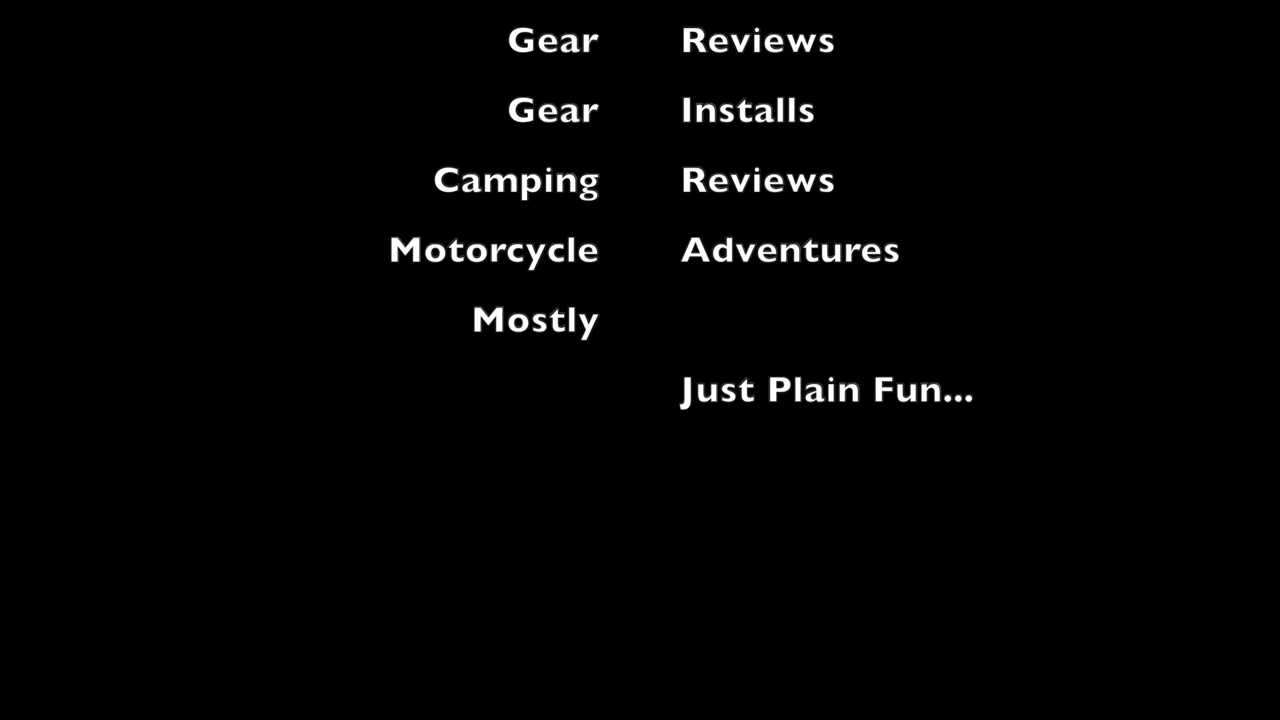 Gear Reviews
Gear Installs
Camping Reviews
Motorcycle Adventures
Mostly
Just Plain Fun...